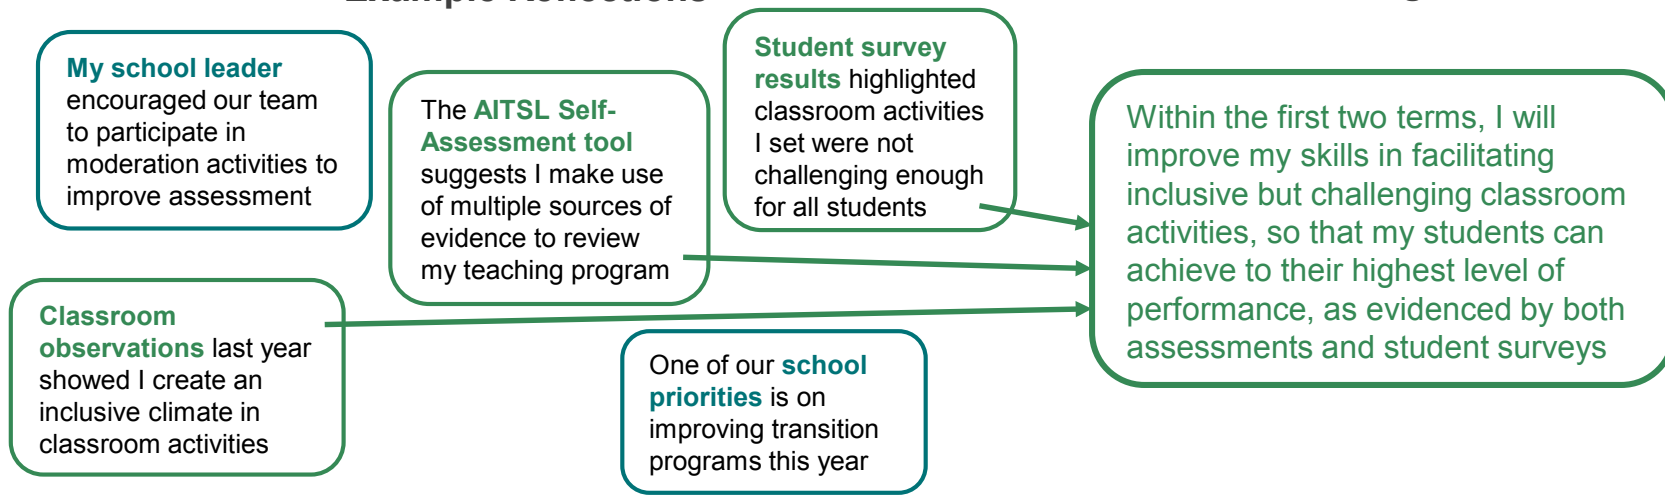 My school leader
encouraged our team
to participate in
moderation activities to
improve assessment
The AITSL Self-
Assessment tool
suggests I make use
of multiple sources of
evidence to review
my teaching program
Student survey
results highlighted
classroom activities
I set were not
challenging enough
for all students
Within the first two terms, I will
improve my skills in facilitating
inclusive but challenging classroom
activities, so that my students can
achieve to their highest level of
performance, as evidenced by both
assessments and student surveys
Classroom
observations last year
showed I create an
inclusive climate in
classroom activities
One of our school
priorities is on
improving transition
programs this year